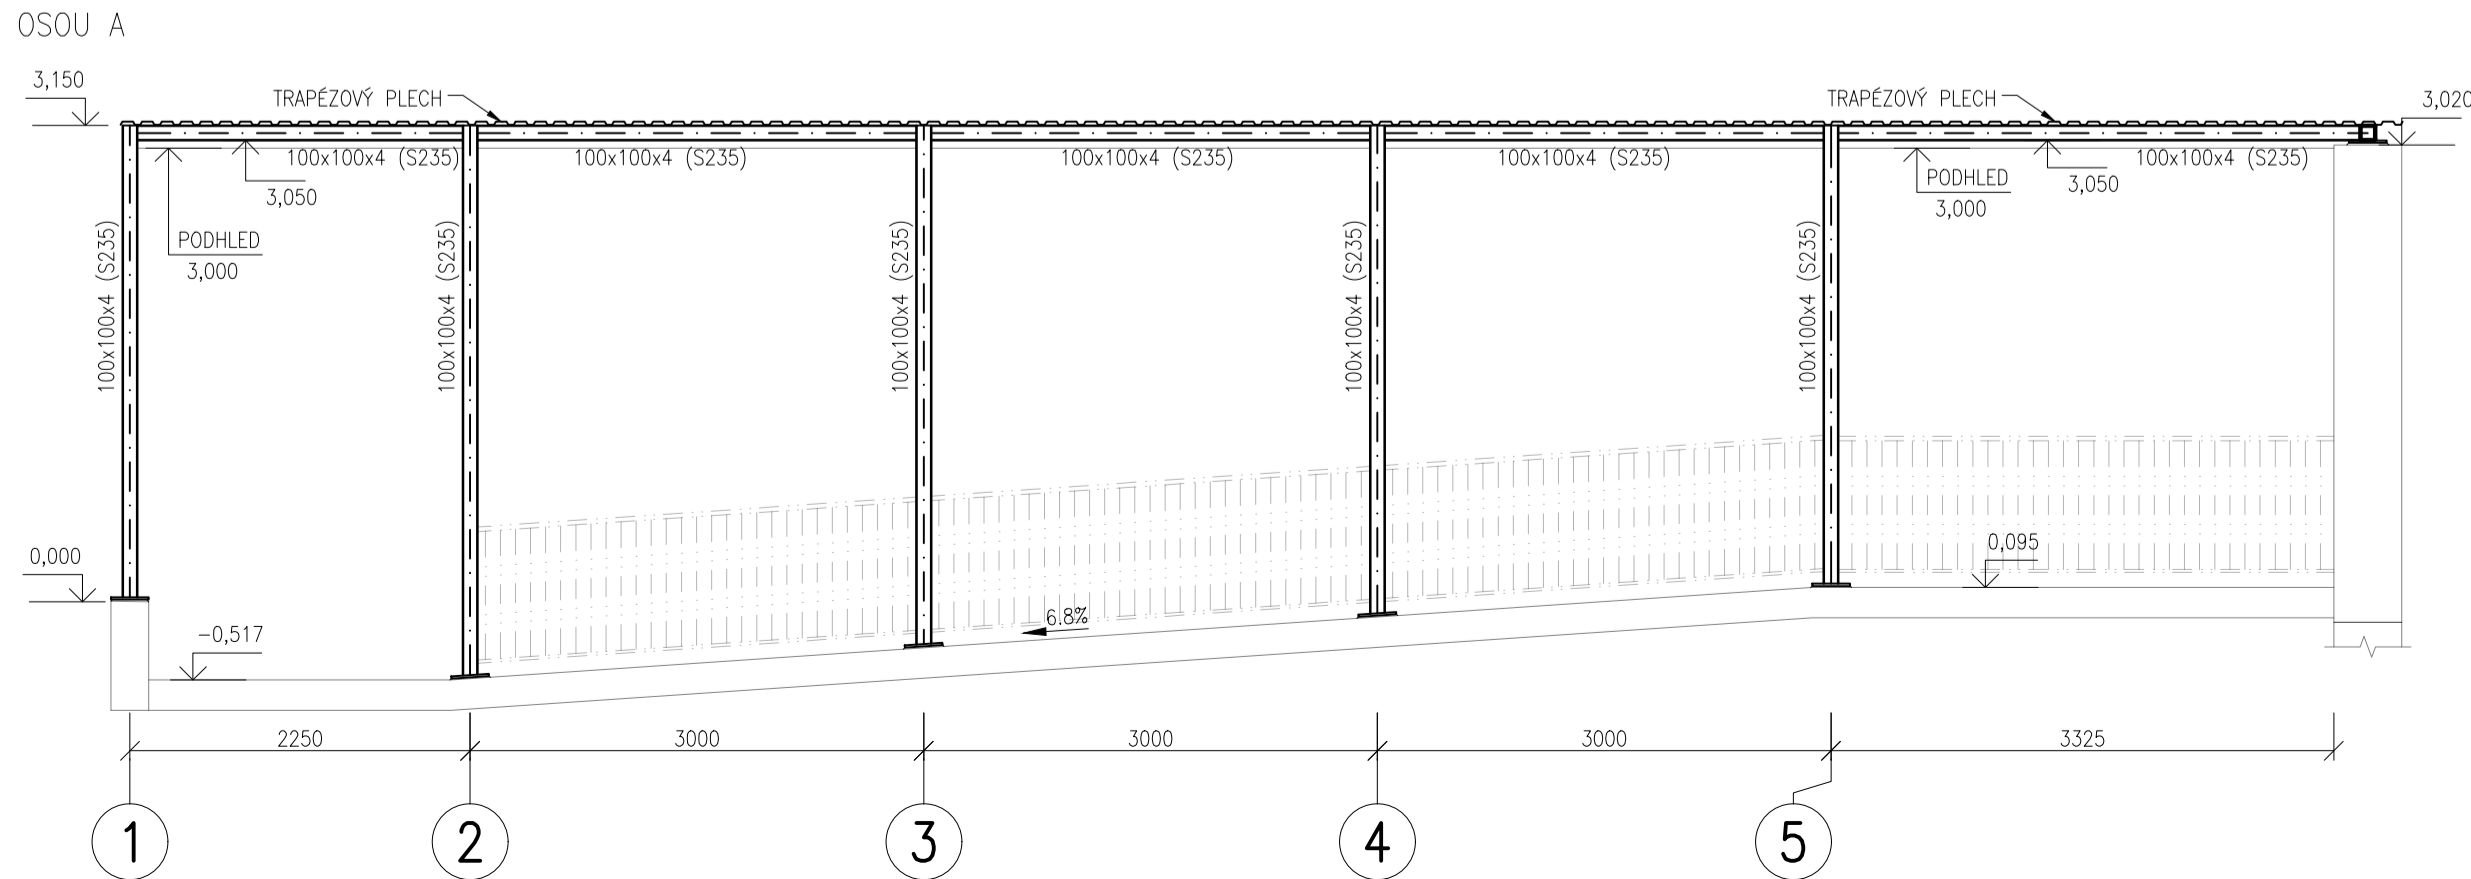 OSOU A
3,150
TRAPÉZOVÝ PLECH
TRAPÉZOVÝ PLECH
3,020
100x100x4 (S235)
100x100x4 (S235)
100x100x4 (S235)
100x100x4 (S235)
100x100x4 (S235)
3,050
PODHLED
3,000
PODHLED
3,000
3,050
100x100x4 (S235)
100x100x4 (S235)
100x100x4 (S235)
100x100x4 (S235)
100x100x4 (S235)
0,000
0,095
-0,517
6.8%
2250
3000
3000
3000
3325
1
2
3
4
5